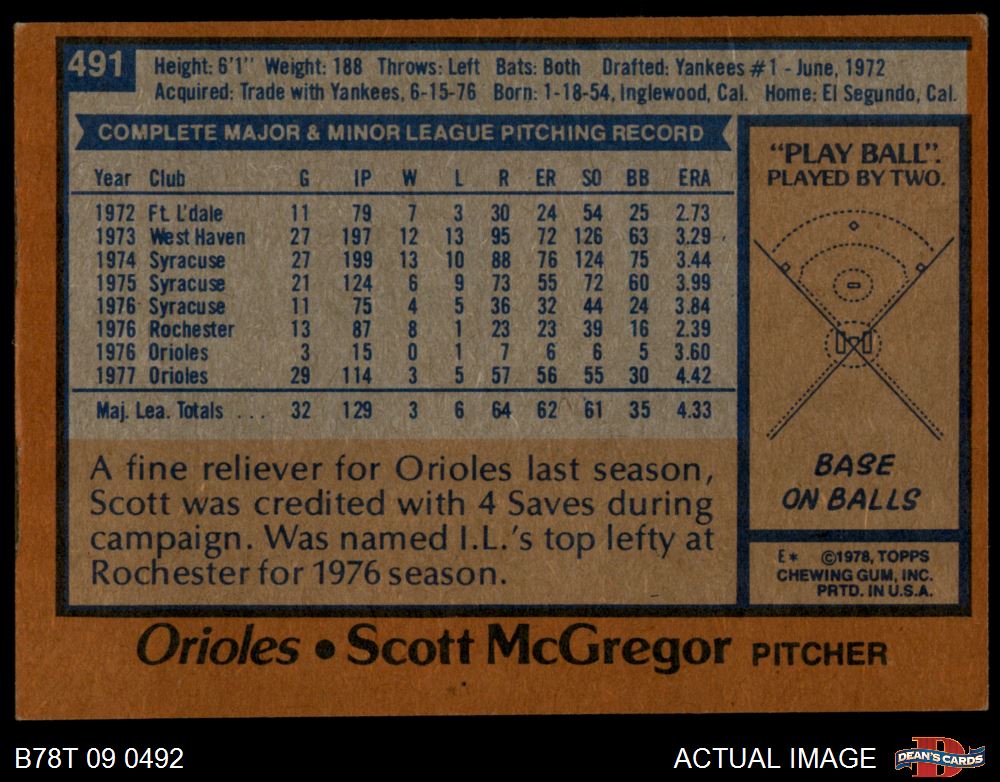 491
Height: 6'1" Weight: 188 Throws: Left Bats: Both Drafted: Yankees #1 - June, 1972
Acquired: Trade with Yankees, 6-15-76 Born: 1-18-54, Inglewood, Cal. Home: El Segundo, Cal.
COMPLETE MAJOR & MINOR LEAGUE PITCHING RECORD
Year Club G IP W L R ER SO BB ERA
1972 Ft. L'dale 11 79 7 3 30 24 54 25 2.73
1973 West Haven 27 197 12 13 95 72 126 63 3.29
1974 Syracuse 27 199 13 10 88 76 124 75 3.44
1975 Syracuse 21 124 6 9 73 55 72 60 3.99
1976 Syracuse 11 75 4 5 36 32 44 24 3.84
1976 Rochester 13 87 8 1 23 23 39 16 2.39
1976 Orioles 3 15 0 1 7 6 6 5 3.60
1977 Orioles 29 114 3 5 57 56 55 30 4.42
Maj. Lea. Totals ... 32 129 3 6 64 62 61 35 4.33
A fine reliever for Orioles last season,
Scott was credited with 4 Saves during
campaign. Was named I.L.'s top lefty at
Rochester for 1976 season.
"PLAY BALL".
PLAYED BY TWO.
BASE
ON BALLS
E* ©1978, TOPPS
CHEWING GUM, INC.
PRTD. IN U.S.A.
Orioles • Scott McGregor PITCHER
B78T 09 0492
ACTUAL IMAGE
D
DEAN'S CARDS